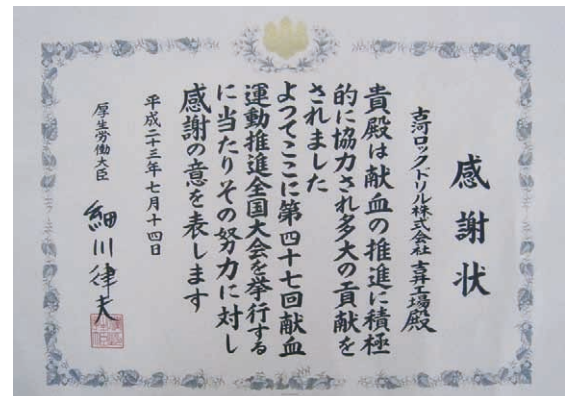 感謝状
古河ロックドリル株式会社 吉井工場殿
貴殿は献血の推進に積極
的に協力され多大の貢献を
されました
よつてここに第四十七回献血
運動推進全国大会を挙行する
に当たりその努力に対し
感謝の意を表します
平成二十三年七月十四日
厚生労働大臣 細川律夫